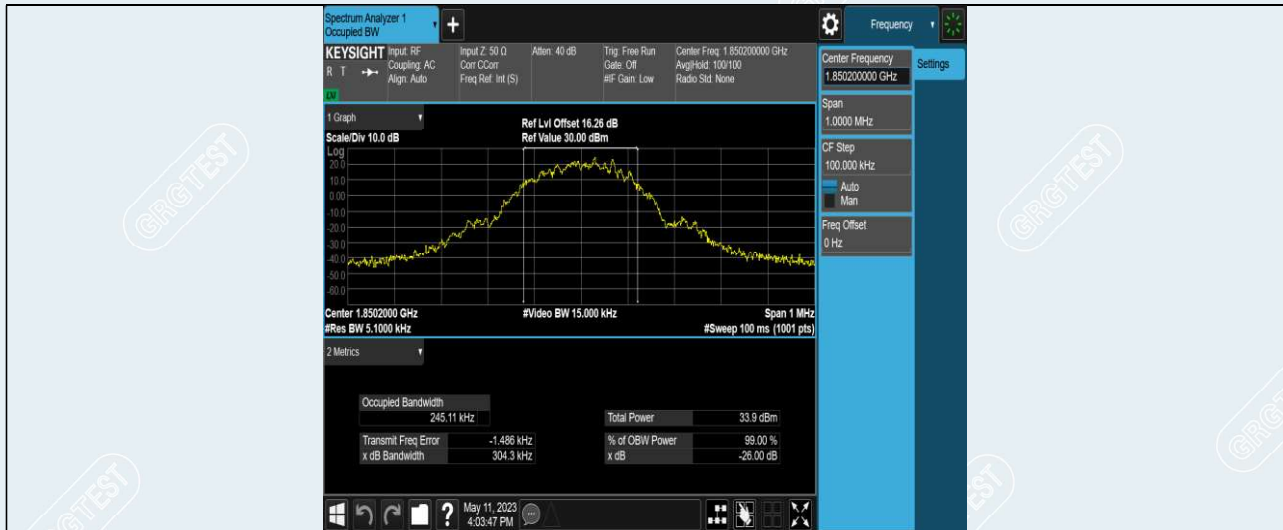 Spectrum Analyzer 1
Occupied BW
+
Frequency
KEYSIGHT
R T
Input: RF
Coupling: AC
Align: Auto
Input Z: 50 Ω
Corr CCorr
Freq Ref: Int (S)
Atten: 40 dB
Trig: Free Run
Gate: Off
#IF Gain: Low
Center Freq: 1.850200000 GHz
Avg|Hold: 100/100
Radio Std: None
Center Frequency
1.850200000 GHz
Settings
Span
1.0000 MHz
CF Step
100.000 kHz
Auto
Man
Freq Offset
0 Hz
1 Graph
Scale/Div 10.0 dB
Ref Lvl Offset 16.26 dB
Ref Value 30.00 dBm
Log
20.0
10.0
0.00
-10.0
-20.0
-30.0
-40.0
-50.0
-60.0
Center 1.8502000 GHz
#Video BW 15.000 kHz
Span 1 MHz
#Res BW 5.1000 kHz
#Sweep 100 ms (1001 pts)
2 Metrics
Occupied Bandwidth
245.11 kHz
Total Power 33.9 dBm
Transmit Freq Error -1.486 kHz
% of OBW Power 99.00 %
x dB Bandwidth 304.3 kHz
x dB -26.00 dB
?
May 11, 2023
4:03:47 PM
GRGTEST
GRGTEST
GRGTEST
GRGTEST
GRGTEST